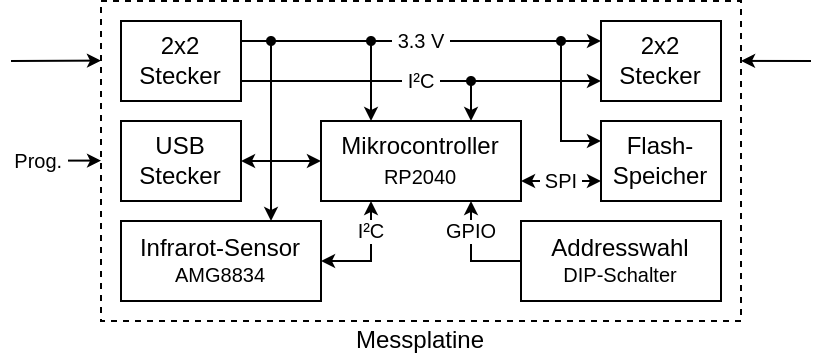 2x2
Stecker
3.3 V
2x2
Stecker
I²C
Prog.
USB
Stecker
Mikrocontroller
RP2040
Flash-
Speicher
SPI
I²C
GPIO
Infrarot-Sensor
AMG8834
Addresswahl
DIP-Schalter
Messplatine